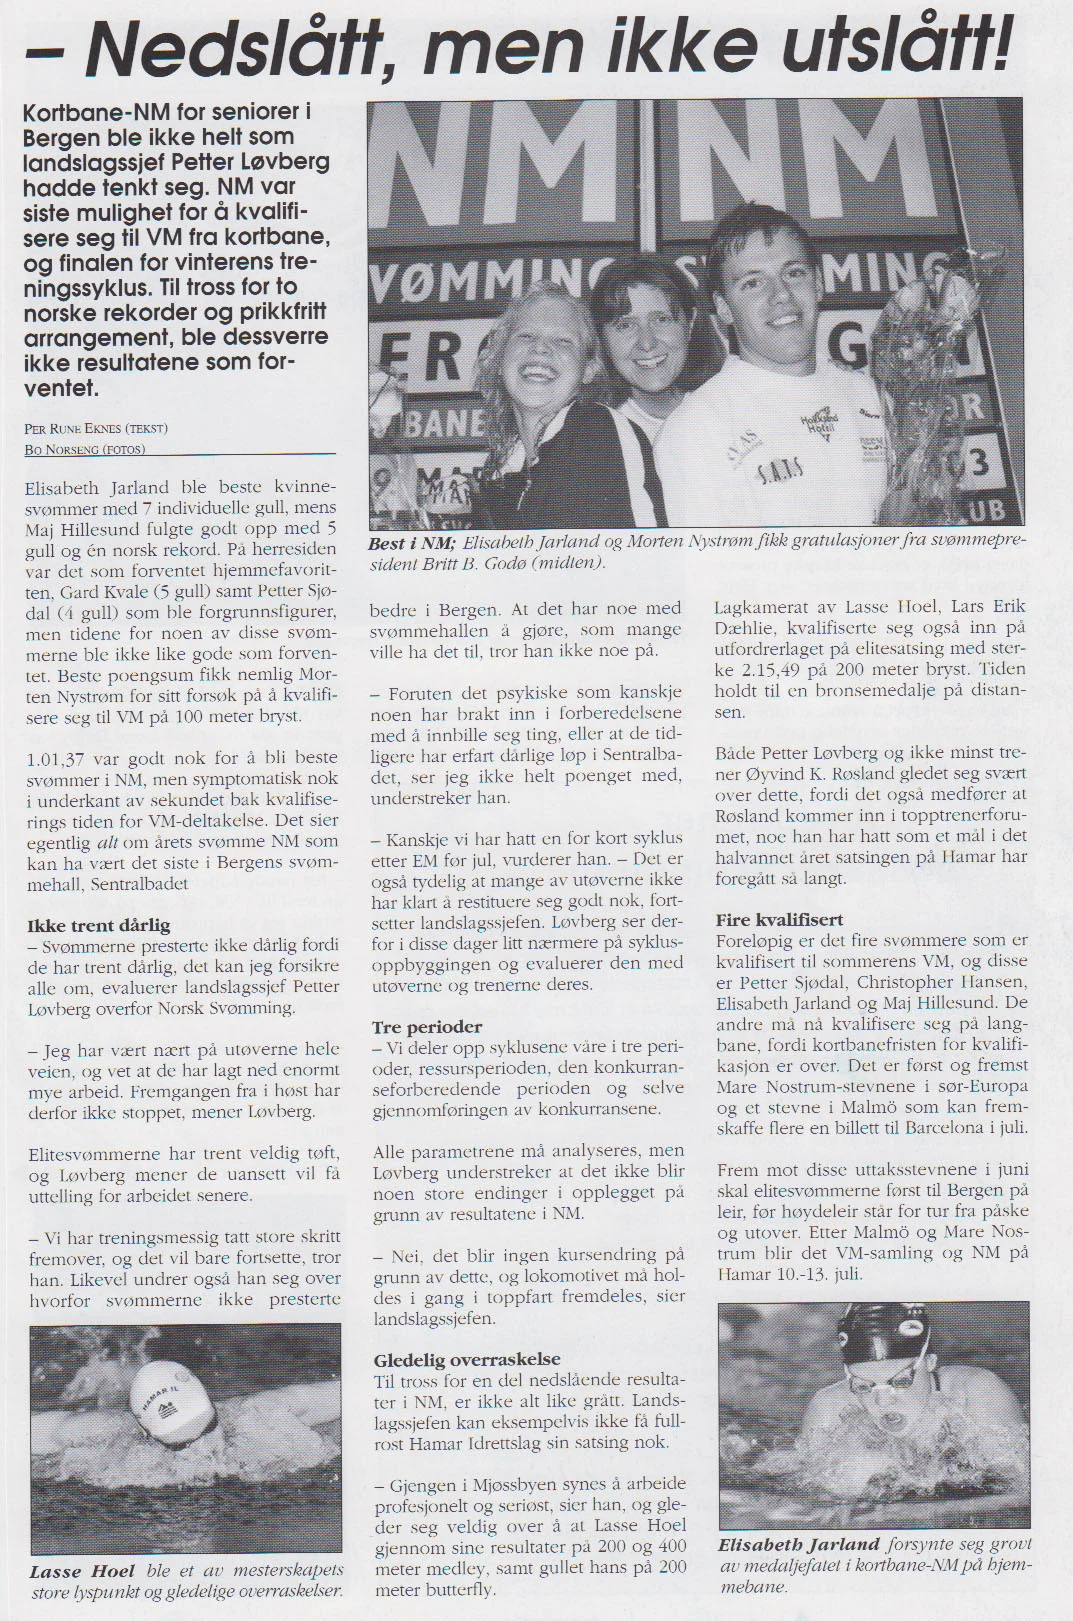 – Nedslått, men ikke utslått!
Kortbane-NM for seniorer i
Bergen ble ikke helt som
landslagssjef Petter Løvberg
hadde tenkt seg. NM var
siste mulighet for å kvalifi-
sere seg til VM fra kortbane,
og finalen for vinterens tre-
ningssyklus. Til tross for to
norske rekorder og prikkfritt
arrangement, ble dessverre
ikke resultatene som for-
ventet.
PER RUNE EKNES (TEKST)
BO NORSENG (FOTOS)
Elisabeth Jarland ble beste kvinne-
svømmer med 7 individuelle gull, mens
Maj Hillesund fulgte godt opp med 5
gull og én norsk rekord. På herresiden
var det som forventet hjemmefavorit-
ten, Gard Kvale (5 gull) samt Petter Sjø-
dal (4 gull) som ble forgrunnsfigurer,
men tidene for noen av disse svøm-
merne ble ikke like gode som forven-
tet. Beste poengsum fikk nemlig Mor-
ten Nystrøm for sitt forsøk på å kvalifi-
sere seg til VM på 100 meter bryst.
1.01,37 var godt nok for å bli beste
svømmer i NM, men symptomatisk nok
i underkant av sekundet bak kvalifise-
rings tiden for VM-deltakelse. Det sier
egentlig alt om årets svømme NM som
kan ha vært det siste i Bergens svøm-
mehall, Sentralbadet
Ikke trent dårlig
– Svømmerne presterte ikke dårlig fordi
de har trent dårlig, det kan jeg forsikre
alle om, evaluerer landslagssjef Petter
Løvberg overfor Norsk Svømming.
– Jeg har vært nært på utøverne hele
veien, og vet at de har lagt ned enormt
mye arbeid. Fremgangen fra i høst har
derfor ikke stoppet, mener Løvberg.
Elitesvømmerne har trent veldig tøft,
og Løvberg mener de uansett vil få
uttelling for arbeidet senere.
– Vi har treningsmessig tatt store skritt
fremover, og det vil bare fortsette, tror
han. Likevel undrer også han seg over
hvorfor svømmerne ikke presterte
HAMAR IL
Lasse Hoel ble et av mesterskapets
store lyspunkt og gledelige overraskelser.
NM NM
SVØMMING SVØMMING
ER
G
BANE
3
UB
Hokksund
Hotell
S.A.T.S
Best i NM; Elisabeth Jarland og Morten Nystrøm fikk gratulasjoner fra svømmepre-
sident Britt B. Godø (midten).
bedre i Bergen. At det har noe med
svømmehallen å gjøre, som mange
ville ha det til, tror han ikke noe på.
– Foruten det psykiske som kanskje
noen har brakt inn i forberedelsene
med å innbille seg ting, eller at de tid-
ligere har erfart dårlige løp i Sentralba-
det, ser jeg ikke helt poenget med,
understreker han.
– Kanskje vi har hatt en for kort syklus
etter EM før jul, vurderer han. – Det er
også tydelig at mange av utøverne ikke
har klart å restituere seg godt nok, fort-
setter landslagssjefen. Løvberg ser der-
for i disse dager litt nærmere på syklus-
oppbyggingen og evaluerer den med
utøverne og trenerne deres.
Tre perioder
– Vi deler opp syklusene våre i tre peri-
oder, ressursperioden, den konkurran-
seforberedende perioden og selve
gjennomføringen av konkurransene.
Alle parametrene må analyseres, men
Løvberg understreker at det ikke blir
noen store endinger i opplegget på
grunn av resultatene i NM.
– Nei, det blir ingen kursendring på
grunn av dette, og lokomotivet må hol-
des i gang i toppfart fremdeles, sier
landslagssjefen.
Gledelig overraskelse
Til tross for en del nedslående resulta-
ter i NM, er ikke alt like grått. Lands-
lagssjefen kan eksempelvis ikke få full-
rost Hamar Idrettslag sin satsing nok.
– Gjengen i Mjøssbyen synes å arbeide
profesjonelt og seriøst, sier han, og gle-
der seg veldig over å at Lasse Hoel
gjennom sine resultater på 200 og 400
meter medley, samt gullet hans på 200
meter butterfly.
Lagkamerat av Lasse Hoel, Lars Erik
Dæhlie, kvalifiserte seg også inn på
utfordrerlaget på elitesatsing med ster-
ke 2.15,49 på 200 meter bryst. Tiden
holdt til en bronsemedalje på distan-
sen.
Både Petter Løvberg og ikke minst tre-
ner Øyvind K. Røsland gledet seg svært
over dette, fordi det også medfører at
Røsland kommer inn i topptrenerforu-
met, noe han har hatt som et mål i det
halvannet året satsingen på Hamar har
foregått så langt.
Fire kvalifisert
Foreløpig er det fire svømmere som er
kvalifisert til sommerens VM, og disse
er Petter Sjødal, Christopher Hansen,
Elisabeth Jarland og Maj Hillesund. De
andre må nå kvalifisere seg på lang-
bane, fordi kortbanefristen for kvalifi-
kasjon er over. Det er først og fremst
Mare Nostrum-stevnene i sør-Europa
og et stevne i Malmö som kan frem-
skaffe flere en billett til Barcelona i juli.
Frem mot disse uttaksstevnene i juni
skal elitesvømmerne først til Bergen på
leir, før høydeleir står for tur fra påske
og utover. Etter Malmö og Mare Nos-
trum blir det VM-samling og NM på
Hamar 10.-13. juli.
Elisabeth Jarland forsynte seg grovt
av medaljefatet i kortbane-NM på hjem-
mebane.